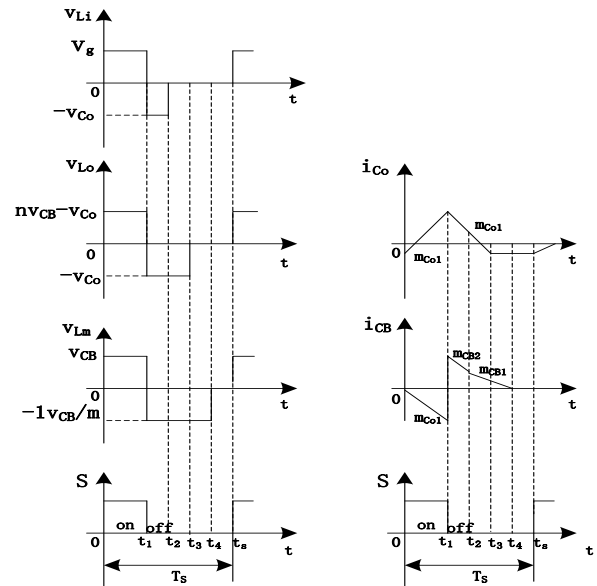 vLi
Vg
0
t
−vCo
vLo
nvCB−vCo
0
t
−vCo
vLm
vCB
0
t
−1vCB/m
S
on off
0
t1 t2 t3 t4 ts
t
TS
iCo
mCo1
0
mCo1
t
iCB
mCB2
mCB1
0
t
mCo1
S
on off
0
t1 t2 t3 t4 ts
t
TS